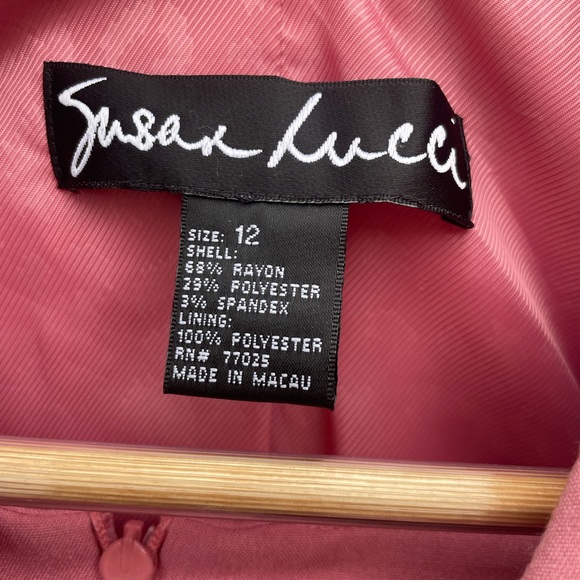 Susan Lucci
SIZE: 12
SHELL:
68% RAYON
29% POLYESTER
3% SPANDEX
LINING:
100% POLYESTER
RN# 77025
MADE IN MACAU